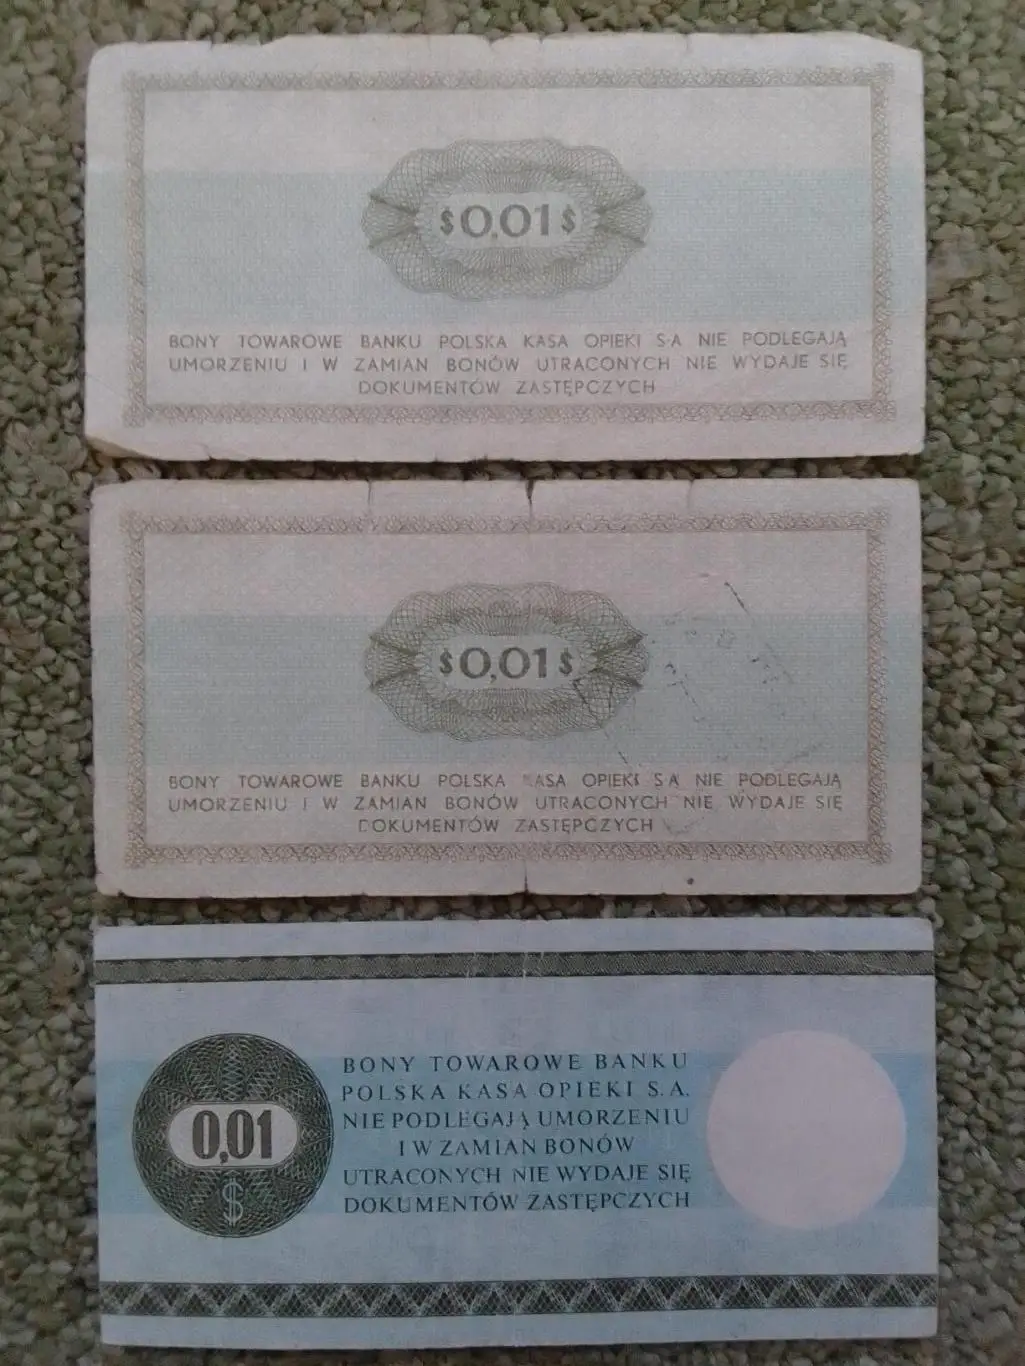 $0,01$
BONY TOWAROWE BANKU POLSKA KASA OPIEKI S·A NIE PODLEGAJĄ
UMORZENIU I W ZAMIAN BONÓW UTRACONYCH NIE WYDAJE SIĘ
DOKUMENTÓW ZASTĘPCZYCH
$0,01$
BONY TOWAROWE BANKU POLSKA KASA OPIEKI S·A NIE PODLEGAJĄ
UMORZENIU I W ZAMIAN BONÓW UTRACONYCH NIE WYDAJE SIĘ
DOKUMENTÓW ZASTĘPCZYCH
0,01
$
BONY TOWAROWE BANKU
POLSKA KASA OPIEKI S.A.
NIE PODLEGAJĄ UMORZENIU
I W ZAMIAN BONÓW
UTRACONYCH NIE WYDAJE SIĘ
DOKUMENTÓW ZASTĘPCZYCH